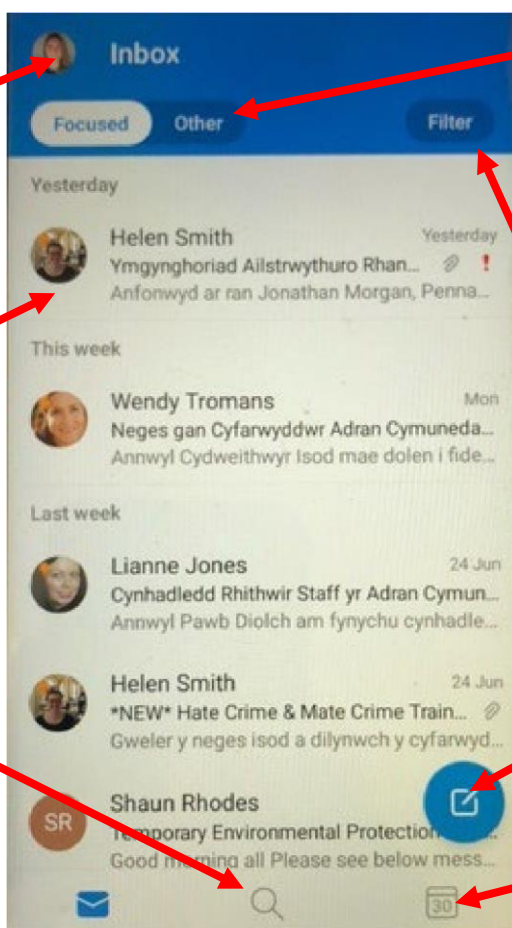 Inbox
Focused Other Filter
Yesterday
Helen Smith Yesterday
Ymgynghoriad Ailstrwythuro Rhan... !
Anfonwyd ar ran Jonathan Morgan, Penna...
This week
Wendy Tromans Mon
Neges gan Cyfarwyddwr Adran Cymuneda...
Annwyl Cydweithwyr Isod mae dolen i fide...
Last week
Lianne Jones 24 Jun
Cynhadledd Rhithwir Staff yr Adran Cymun...
Annwyl Pawb Diolch am fynychu cynhadle...
Helen Smith 24 Jun
*NEW* Hate Crime & Mate Crime Train...
Gweler y neges isod a dilynwch y cyfarwyd...
SR Shaun Rhodes
Temporary Environmental Protection
Good morning all Please see below mess...
30